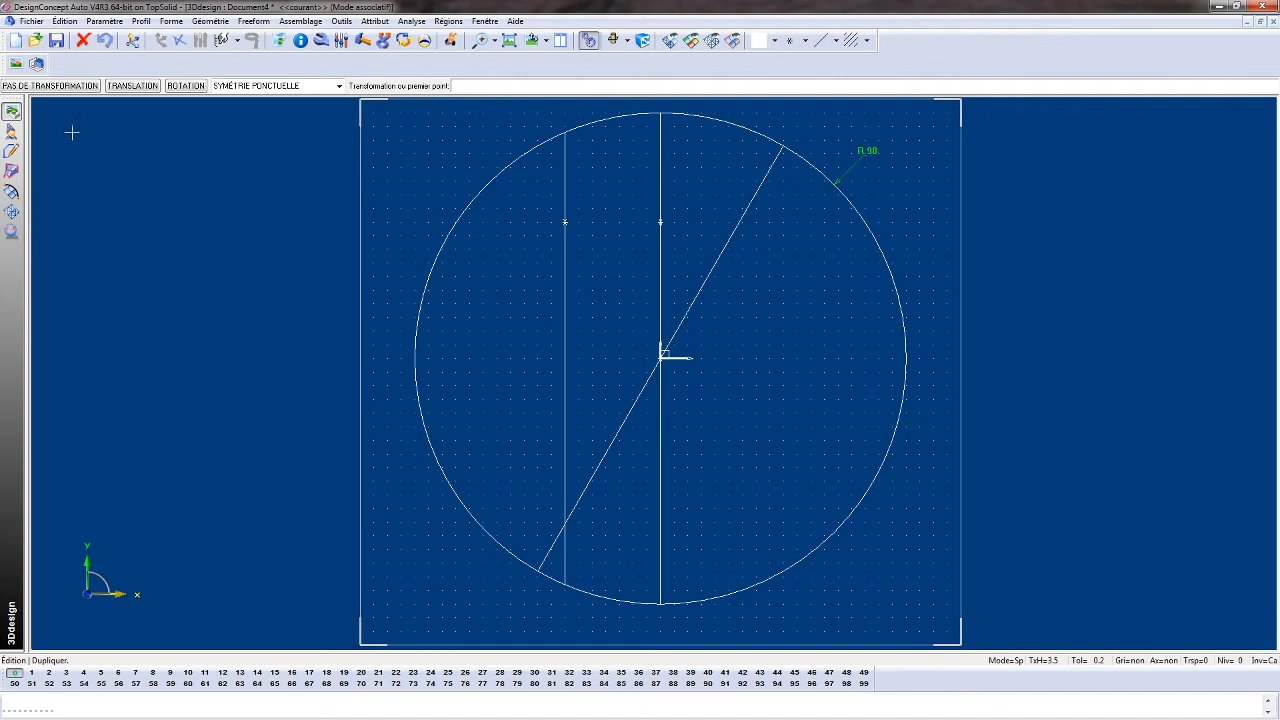 DesignConcept Auto V4R3 64-bit on TopSolid - [3Ddesign : Document4 * <<courant>> (Mode associatif)]
Fichier Édition Paramètre Profil Forme Géométrie Freeform Assemblage Outils Attribut Analyse Régions Fenêtre Aide
PAS DE TRANSFORMATION TRANSLATION ROTATION SYMÉTRIE PONCTUELLE Transformation ou premier point:
FL 90
y
x
3Ddesign
Édition | Dupliquer. Mode=Sp TxH=3.5 Tol= 0.2 Gri=non Ax=non Trsp=0 Niv= 0 Inv=Ca
0 1 2 3 4 5 6 7 8 9 10 11 12 13 14 15 16 17 18 19 20 21 22 23 24 25 26 27 28 29 30 31 32 33 34 35 36 37 38 39 40 41 42 43 44 45 46 47 48 49
50 51 52 53 54 55 56 57 58 59 60 61 62 63 64 65 66 67 68 69 70 71 72 73 74 75 76 77 78 79 80 81 82 83 84 85 86 87 88 89 90 91 92 93 94 95 96 97 98 99
----------